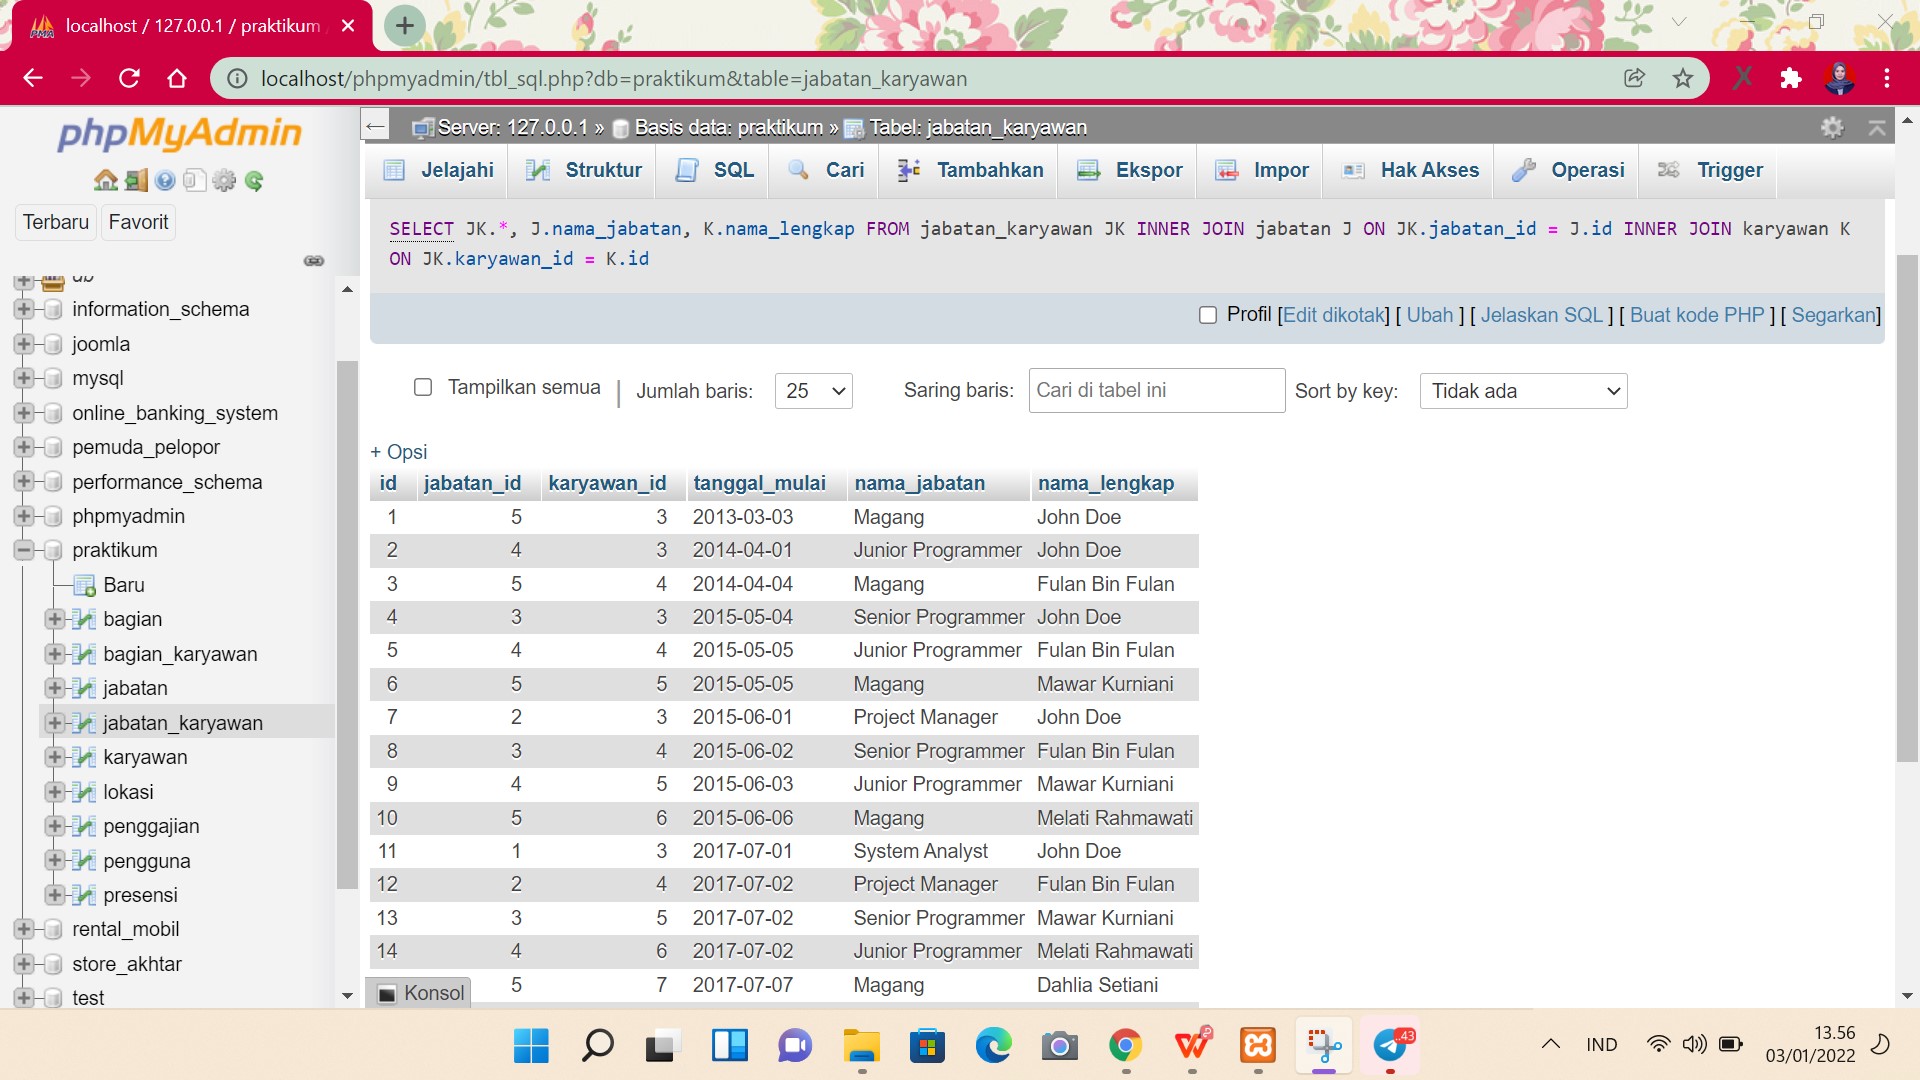 localhost / 127.0.0.1 / praktikum
localhost/phpmyadmin/tbl_sql.php?db=praktikum&table=jabatan_karyawan
phpMyAdmin
Terbaru Favorit
db
information_schema
joomla
mysql
online_banking_system
pemuda_pelopor
performance_schema
phpmyadmin
praktikum
Baru
bagian
bagian_karyawan
jabatan
jabatan_karyawan
karyawan
lokasi
penggajian
pengguna
presensi
rental_mobil
store_akhtar
test
Server: 127.0.0.1 » Basis data: praktikum » Tabel: jabatan_karyawan
Jelajahi Struktur SQL Cari Tambahkan Ekspor Impor Hak Akses Operasi Trigger
SELECT JK.*, J.nama_jabatan, K.nama_lengkap FROM jabatan_karyawan JK INNER JOIN jabatan J ON JK.jabatan_id = J.id INNER JOIN karyawan K
ON JK.karyawan_id = K.id
Profil [Edit dikotak] [ Ubah ] [ Jelaskan SQL ] [ Buat kode PHP ] [ Segarkan]
Tampilkan semua | Jumlah baris: 25 Saring baris: Cari di tabel ini Sort by key: Tidak ada
+ Opsi
id jabatan_id karyawan_id tanggal_mulai nama_jabatan nama_lengkap
1 5 3 2013-03-03 Magang John Doe
2 4 3 2014-04-01 Junior Programmer John Doe
3 5 4 2014-04-04 Magang Fulan Bin Fulan
4 3 3 2015-05-04 Senior Programmer John Doe
5 4 4 2015-05-05 Junior Programmer Fulan Bin Fulan
6 5 5 2015-05-05 Magang Mawar Kurniani
7 2 3 2015-06-01 Project Manager John Doe
8 3 4 2015-06-02 Senior Programmer Fulan Bin Fulan
9 4 5 2015-06-03 Junior Programmer Mawar Kurniani
10 5 6 2015-06-06 Magang Melati Rahmawati
11 1 3 2017-07-01 System Analyst John Doe
12 2 4 2017-07-02 Project Manager Fulan Bin Fulan
13 3 5 2017-07-02 Senior Programmer Mawar Kurniani
14 4 6 2017-07-02 Junior Programmer Melati Rahmawati
5 7 2017-07-07 Magang Dahlia Setiani
Konsol
..43
IND
13.56
03/01/2022